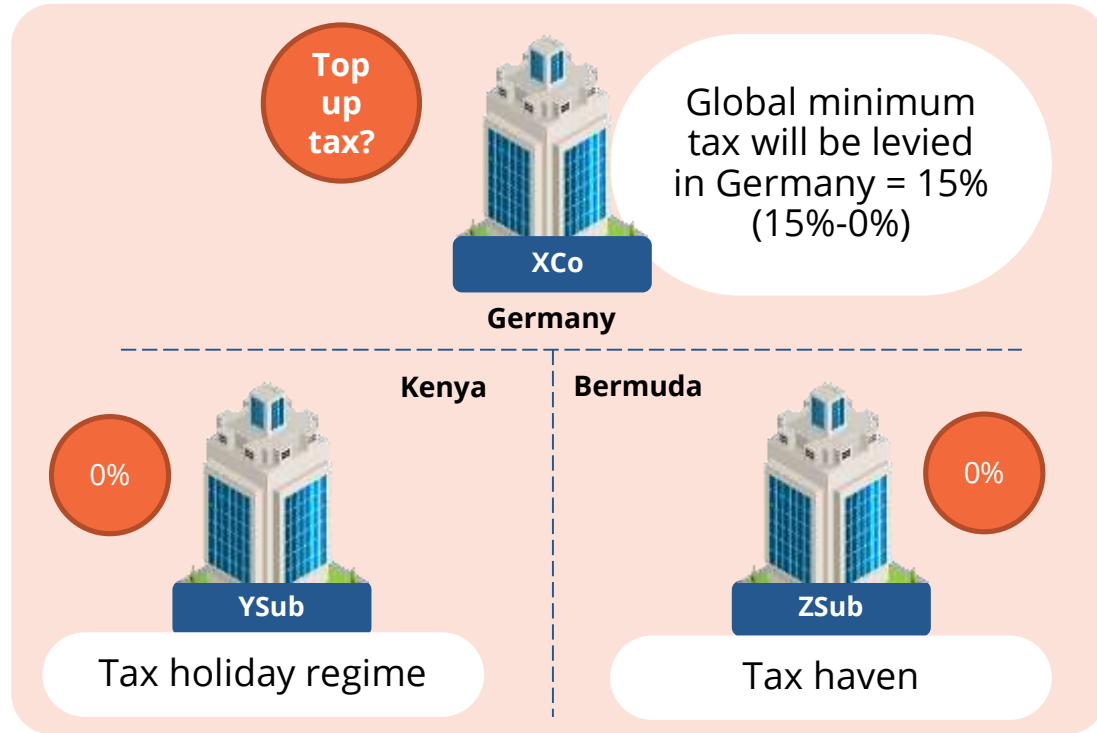 Top
up
tax?
Global minimum
tax will be levied
in Germany = 15%
(15%-0%)
XCo
Germany
Kenya
Bermuda
0%
0%
YSub
ZSub
Tax holiday regime
Tax haven